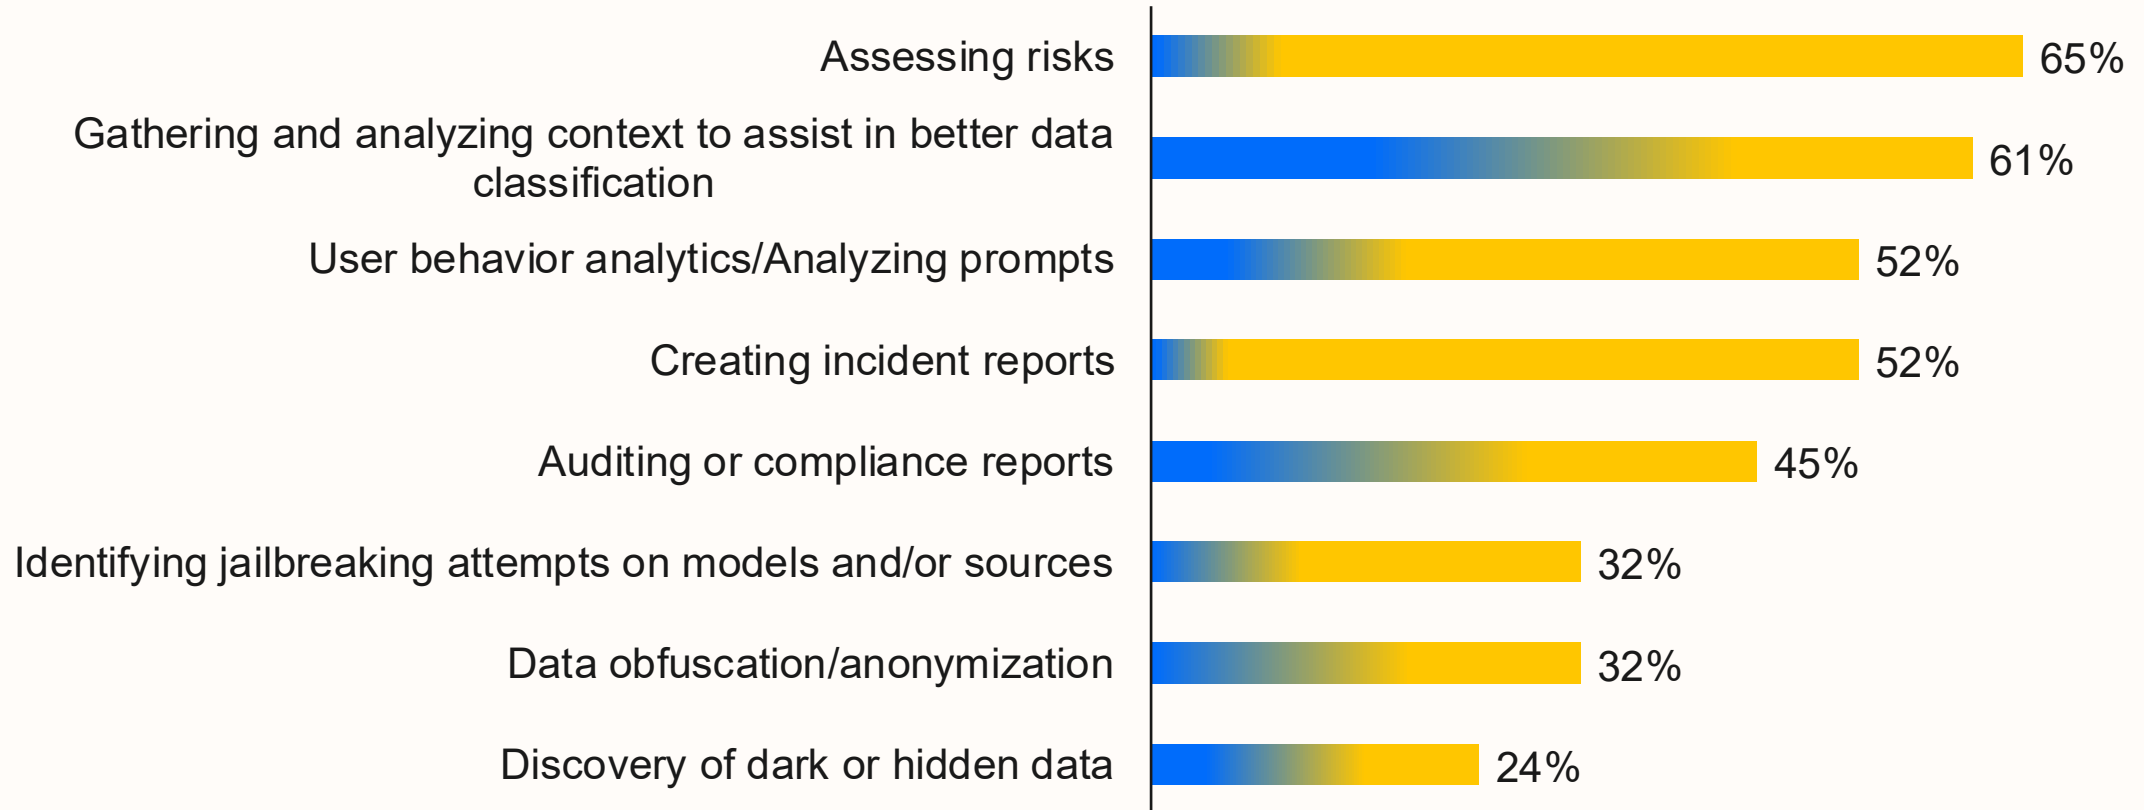 Assessing risks 65%
Gathering and analyzing context to assist in better data
classification 61%
User behavior analytics/Analyzing prompts 52%
Creating incident reports 52%
Auditing or compliance reports 45%
Identifying jailbreaking attempts on models and/or sources 32%
Data obfuscation/anonymization 32%
Discovery of dark or hidden data 24%